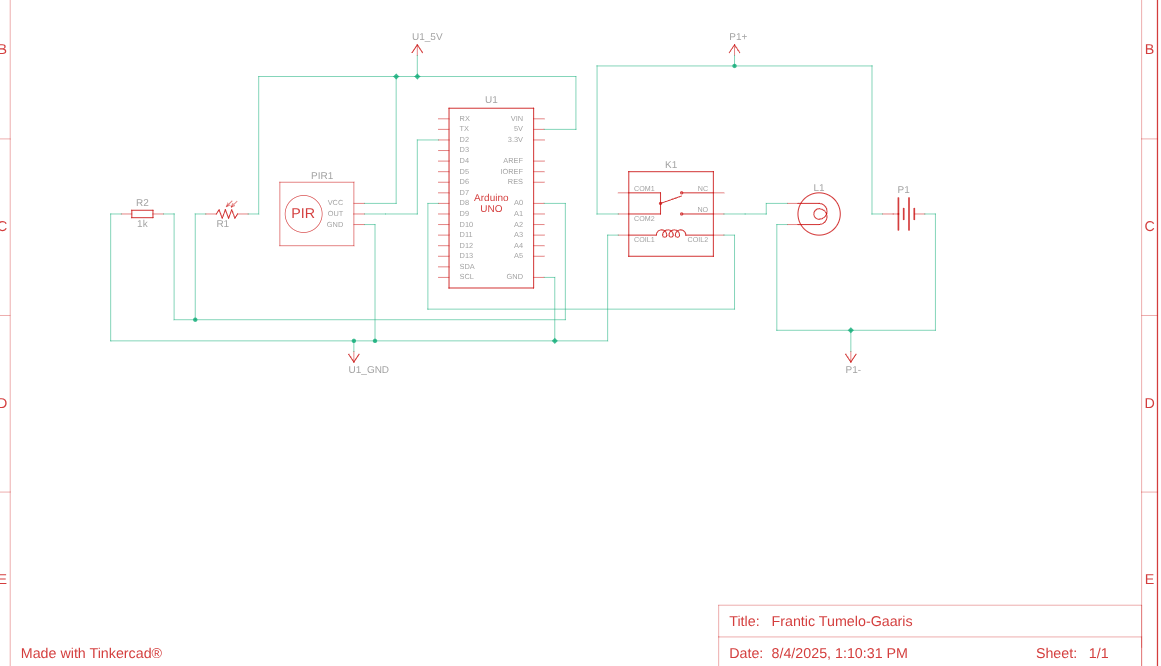 U1_5V
P1+
B
B
U1
RX
VIN
TX
5V
D2
3.3V
D3
D4
AREF
D5
IOREF
D6
RES
D7
D8
A0
D9
A1
D10
A2
D11
A3
D12
A4
D13
A5
SDA
SCL
GND
Arduino
UNO
K1
COM1
NC
COM2
NO
COIL1
COIL2
PIR1
PIR
VCC
OUT
GND
R2
1k
R1
L1
P1
C
C
U1_GND
P1-
D
D
E
E
Title: Frantic Tumelo-Gaaris
Made with Tinkercad®
Date: 8/4/2025, 1:10:31 PM Sheet: 1/1